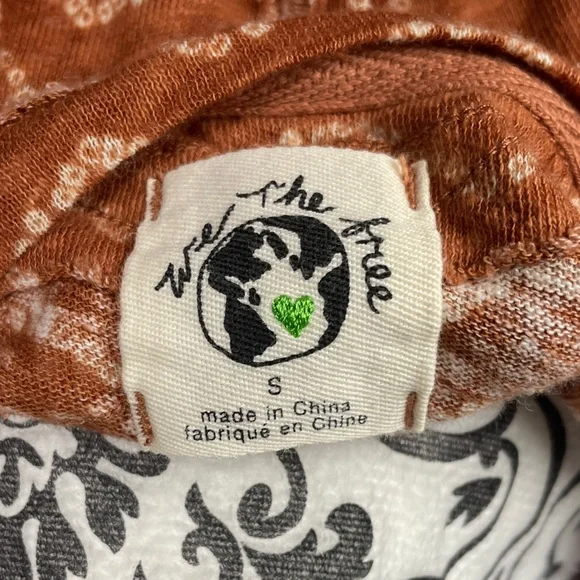 We The free
S
made in China
fabriqué en Chine